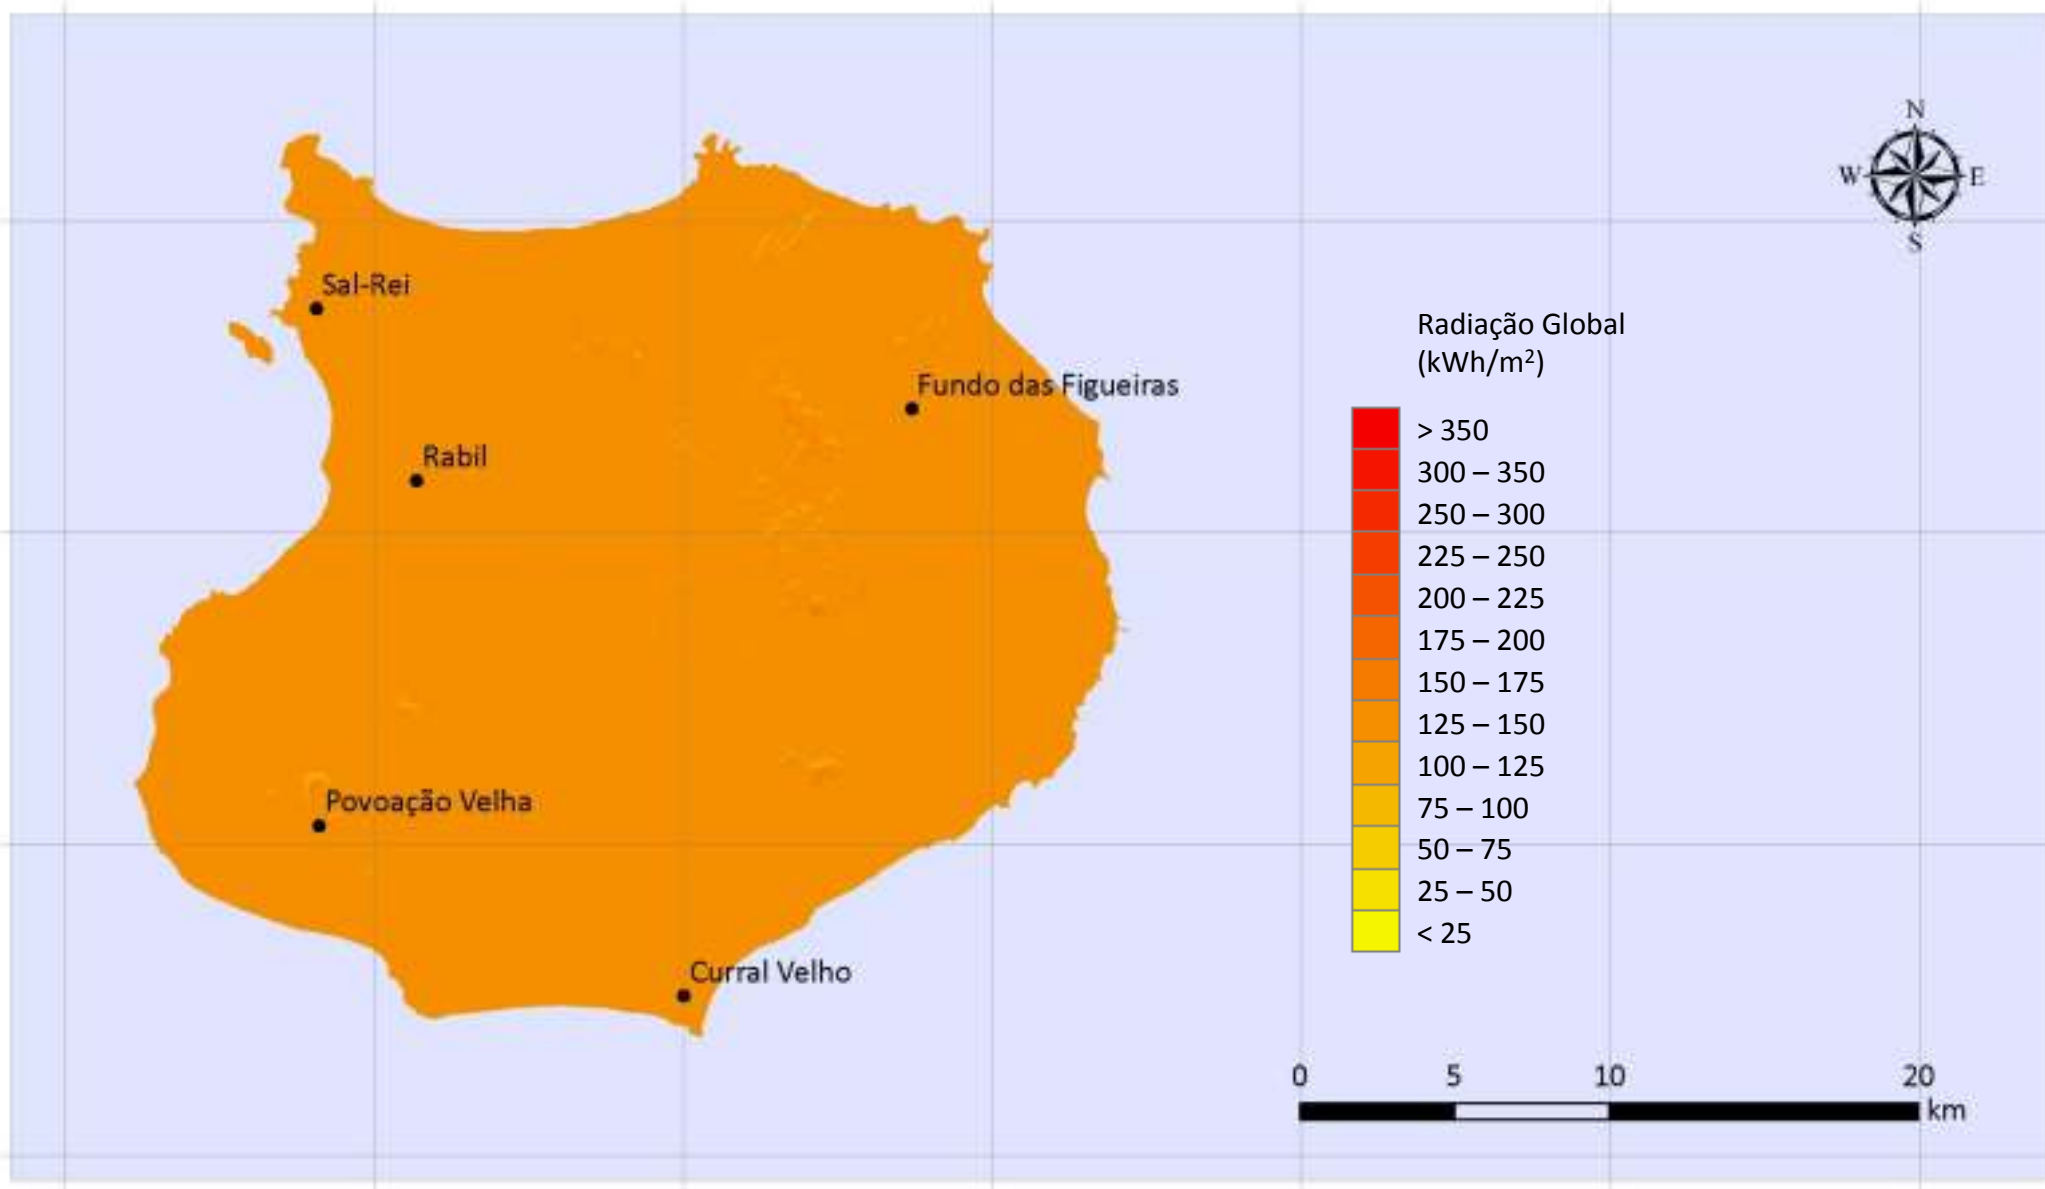 N
W E
S
Sal-Rei
Radiação Global
(kWh/m²)
Fundo das Figueiras
Rabil
> 350
300 – 350
250 – 300
225 – 250
200 – 225
175 – 200
150 – 175
125 – 150
100 – 125
75 – 100
50 – 75
25 – 50
< 25
Povoação Velha
Curral Velho
0 5 10 20
km